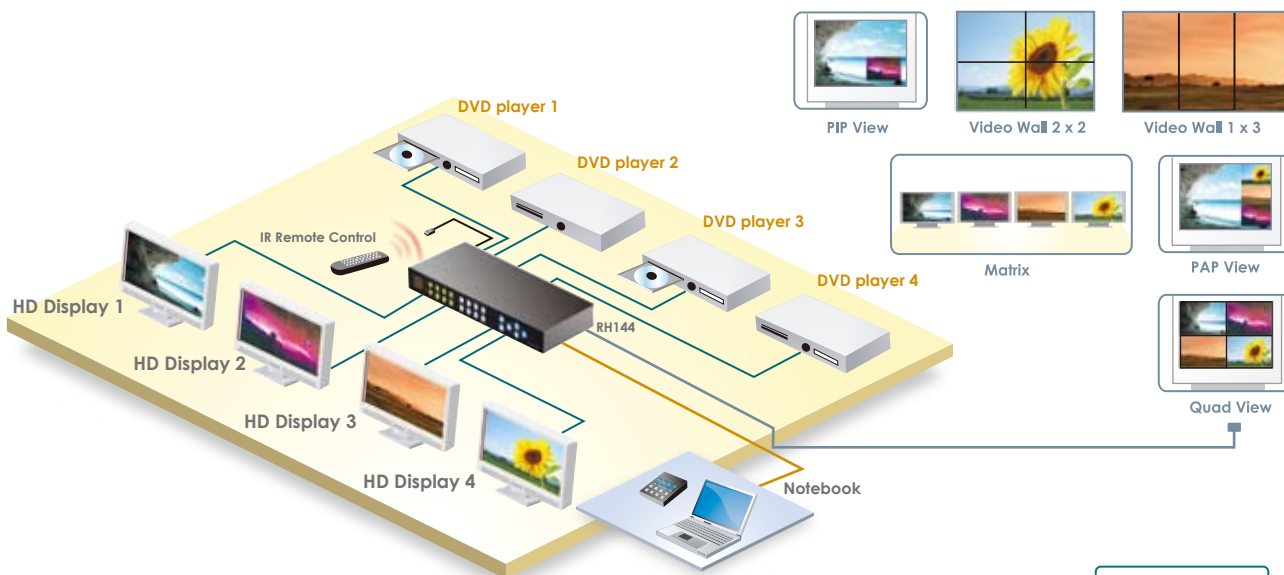 DVD player 1
PIP View
Video Wall 2 x 2
Video Wall 1 x 3
DVD player 2
DVD player 3
IR Remote Control
Matrix
PAP View
DVD player 4
HD Display 1
RH144
HD Display 2
HD Display 3
Quad View
HD Display 4
Notebook